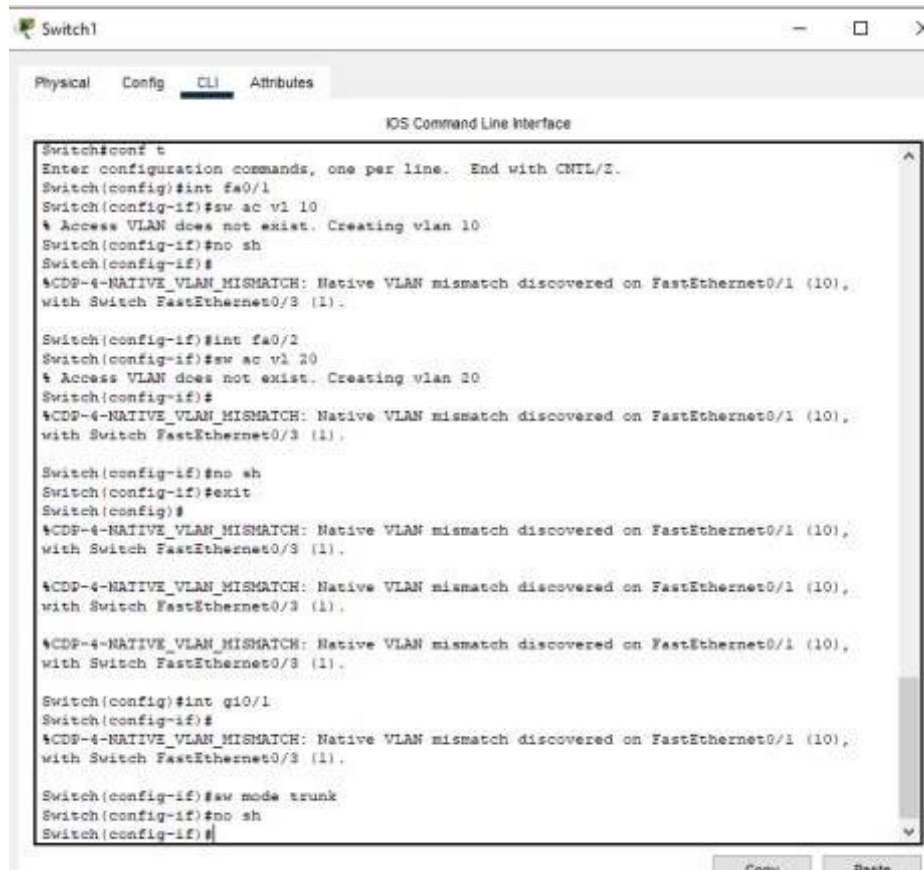 Switch1
Physical Config CLI Attributes
IOS Command Line Interface
Switch#conf t
Enter configuration commands, one per line. End with CNTL/Z.
Switch(config)#int fa0/1
Switch(config-if)#sw ac vl 10
% Access VLAN does not exist. Creating vlan 10
Switch(config-if)#no sh
Switch(config-if)#
%CDP-4-NATIVE_VLAN_MISMATCH: Native VLAN mismatch discovered on FastEthernet0/1 (10),
with Switch FastEthernet0/3 (1).
Switch(config-if)#int fa0/2
Switch(config-if)#sw ac vl 20
% Access VLAN does not exist. Creating vlan 20
Switch(config-if)#
%CDP-4-NATIVE_VLAN_MISMATCH: Native VLAN mismatch discovered on FastEthernet0/1 (10),
with Switch FastEthernet0/3 (1).
Switch(config-if)#no sh
Switch(config-if)#exit
Switch(config)#
%CDP-4-NATIVE_VLAN_MISMATCH: Native VLAN mismatch discovered on FastEthernet0/1 (10),
with Switch FastEthernet0/3 (1).
%CDP-4-NATIVE_VLAN_MISMATCH: Native VLAN mismatch discovered on FastEthernet0/1 (10),
with Switch FastEthernet0/3 (1).
%CDP-4-NATIVE_VLAN_MISMATCH: Native VLAN mismatch discovered on FastEthernet0/1 (10),
with Switch FastEthernet0/3 (1).
Switch(config)#int gi0/1
Switch(config-if)#
%CDP-4-NATIVE_VLAN_MISMATCH: Native VLAN mismatch discovered on FastEthernet0/1 (10),
with Switch FastEthernet0/3 (1).
Switch(config-if)#sw mode trunk
Switch(config-if)#no sh
Switch(config-if)#
Copy Paste